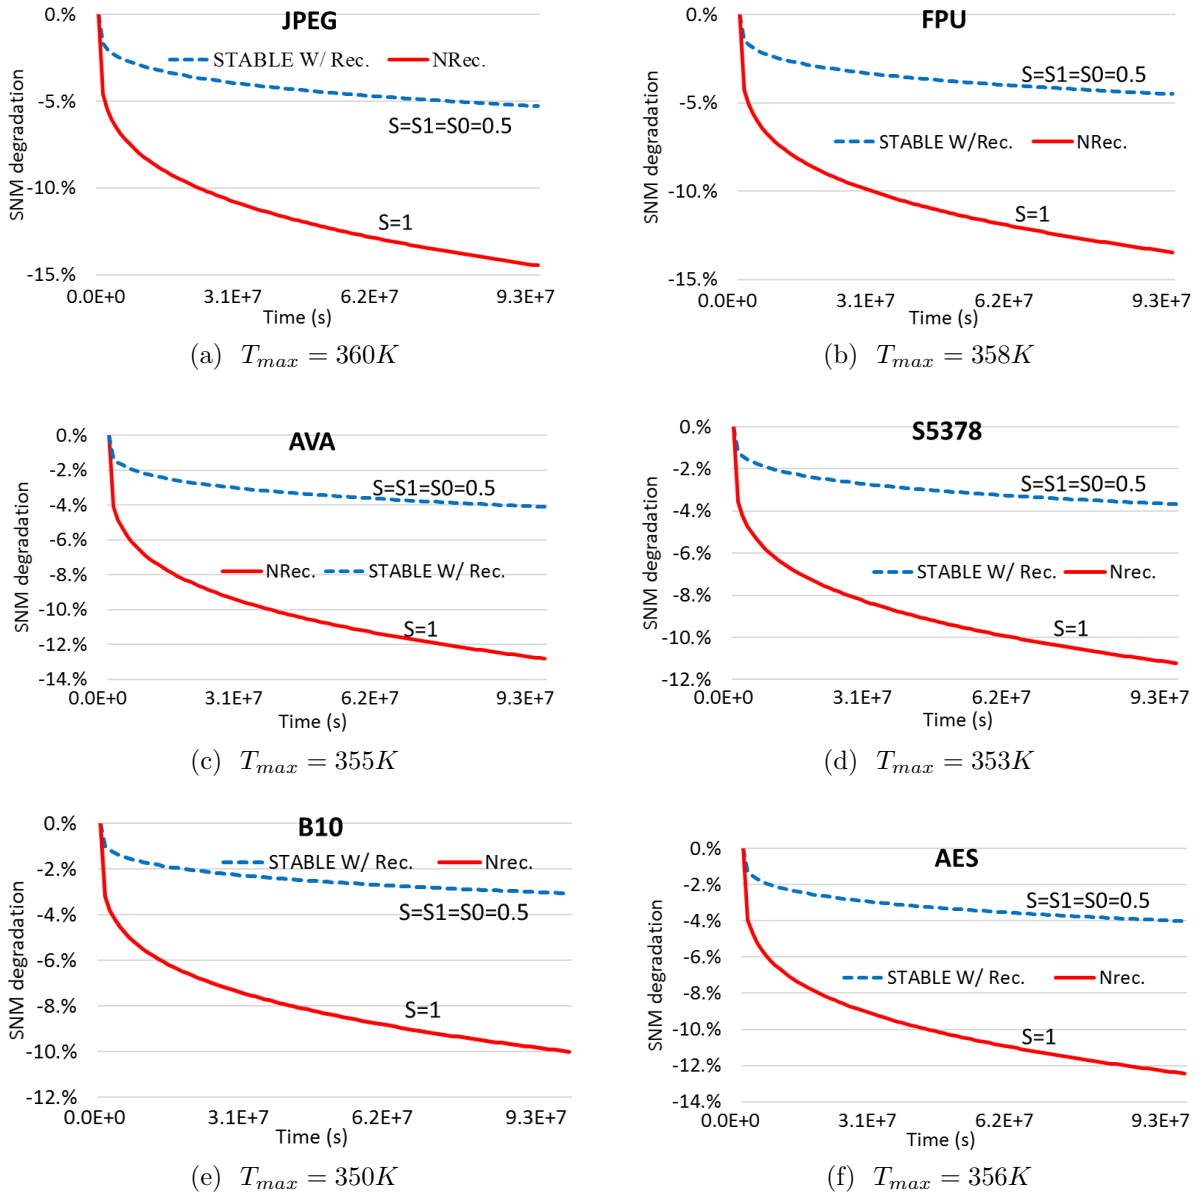 JPEG
STABLE W/ Rec. NRec.
0.%
-5.%
-10.%
-15.%
SNM degradation
S=S1=S0=0.5
S=1
0.0E+0 3.1E+7 6.2E+7 9.3E+7
Time (s)
(a) Tmax = 360K
FPU
0.%
-5.%
-10.%
-15.%
SNM degradation
S=S1=S0=0.5
STABLE W/Rec. NRec.
S=1
0.0E+0 3.1E+7 6.2E+7 9.3E+7
Time (s)
(b) Tmax = 358K
AVA
0.%
-2.%
-4.%
-6.%
-8.%
-10.%
-12.%
-14.%
SNM degradation
S=S1=S0=0.5
NRec. STABLE W/ Rec.
S=1
0.0E+0 3.1E+7 6.2E+7 9.3E+7
Time (s)
(c) Tmax = 355K
S5378
0.%
-2.%
-4.%
-6.%
-8.%
-10.%
-12.%
SNM degradation
S=S1=S0=0.5
STABLE W/ Rec. Nrec.
S=1
0.0E+0 3.1E+7 6.2E+7 9.3E+7
Time (s)
(d) Tmax = 353K
B10
STABLE W/ Rec. Nrec.
0.%
-2.%
-4.%
-6.%
-8.%
-10.%
-12.%
SNM degradation
S=S1=S0=0.5
S=1
0.0E+0 3.1E+7 6.2E+7 9.3E+7
Time (s)
(e) Tmax = 350K
AES
0.%
-2.%
-4.%
-6.%
-8.%
-10.%
-12.%
-14.%
SNM degradation
S=S1=S0=0.5
STABLE W/ Rec. Nrec.
S=1
0.0E+0 3.1E+7 6.2E+7 9.3E+7
Time (s)
(f) Tmax = 356K